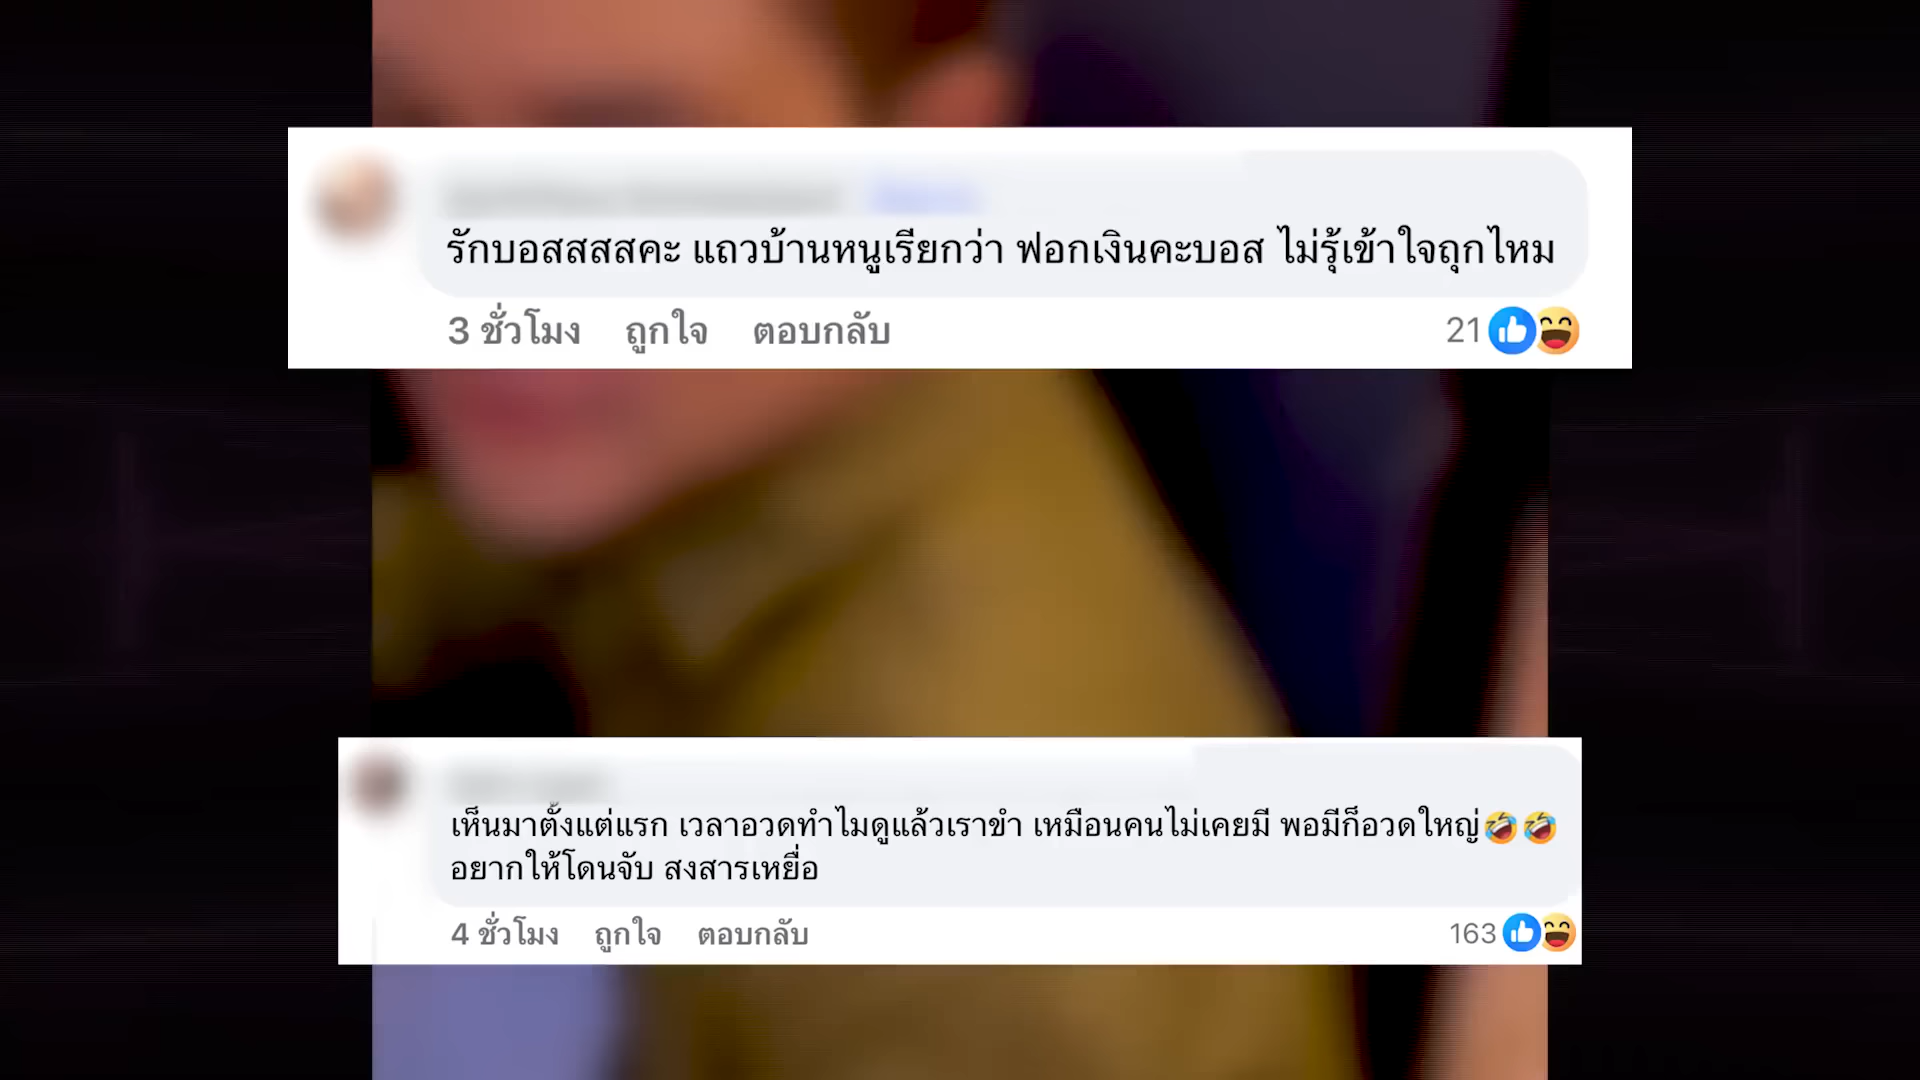 รักบอสสสสคะ แถวบ้านหนูเรียกว่า ฟอกเงินคะบอส ไม่รุ้เข้าใจถุกไหม
3 ชั่วโมง ถูกใจ ตอบกลับ 21
เห็นมาตั้งแต่แรก เวลาอวดทำไมดูแล้วเราขำ เหมือนคนไม่เคยมี พอมีก็อวดใหญ่🤣🤣
อยากให้โดนจับ สงสารเหยื่อ
4 ชั่วโมง ถูกใจ ตอบกลับ 163